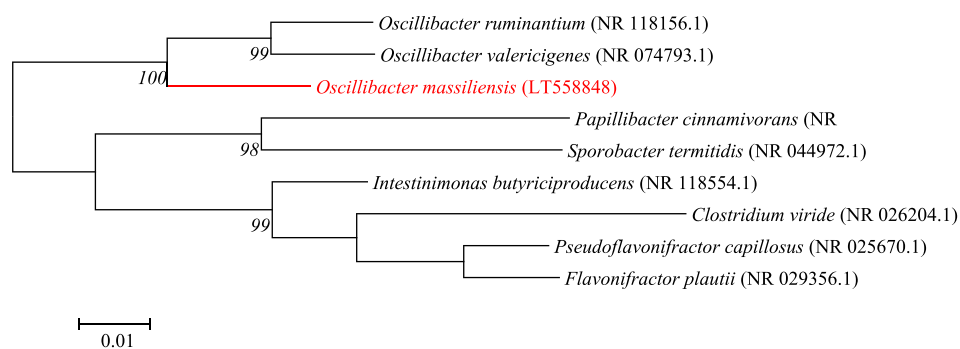 Oscillibacter ruminantium (NR 118156.1)
99
Oscillibacter valericigenes (NR 074793.1)
100
Oscillibacter massiliensis (LT558848)
Papillibacter cinnamivorans (NR
98
Sporobacter termitidis (NR 044972.1)
Intestinimonas butyriciproducens (NR 118554.1)
99
Clostridium viride (NR 026204.1)
Pseudoflavonifractor capillosus (NR 025670.1)
Flavonifractor plautii (NR 029356.1)
0.01